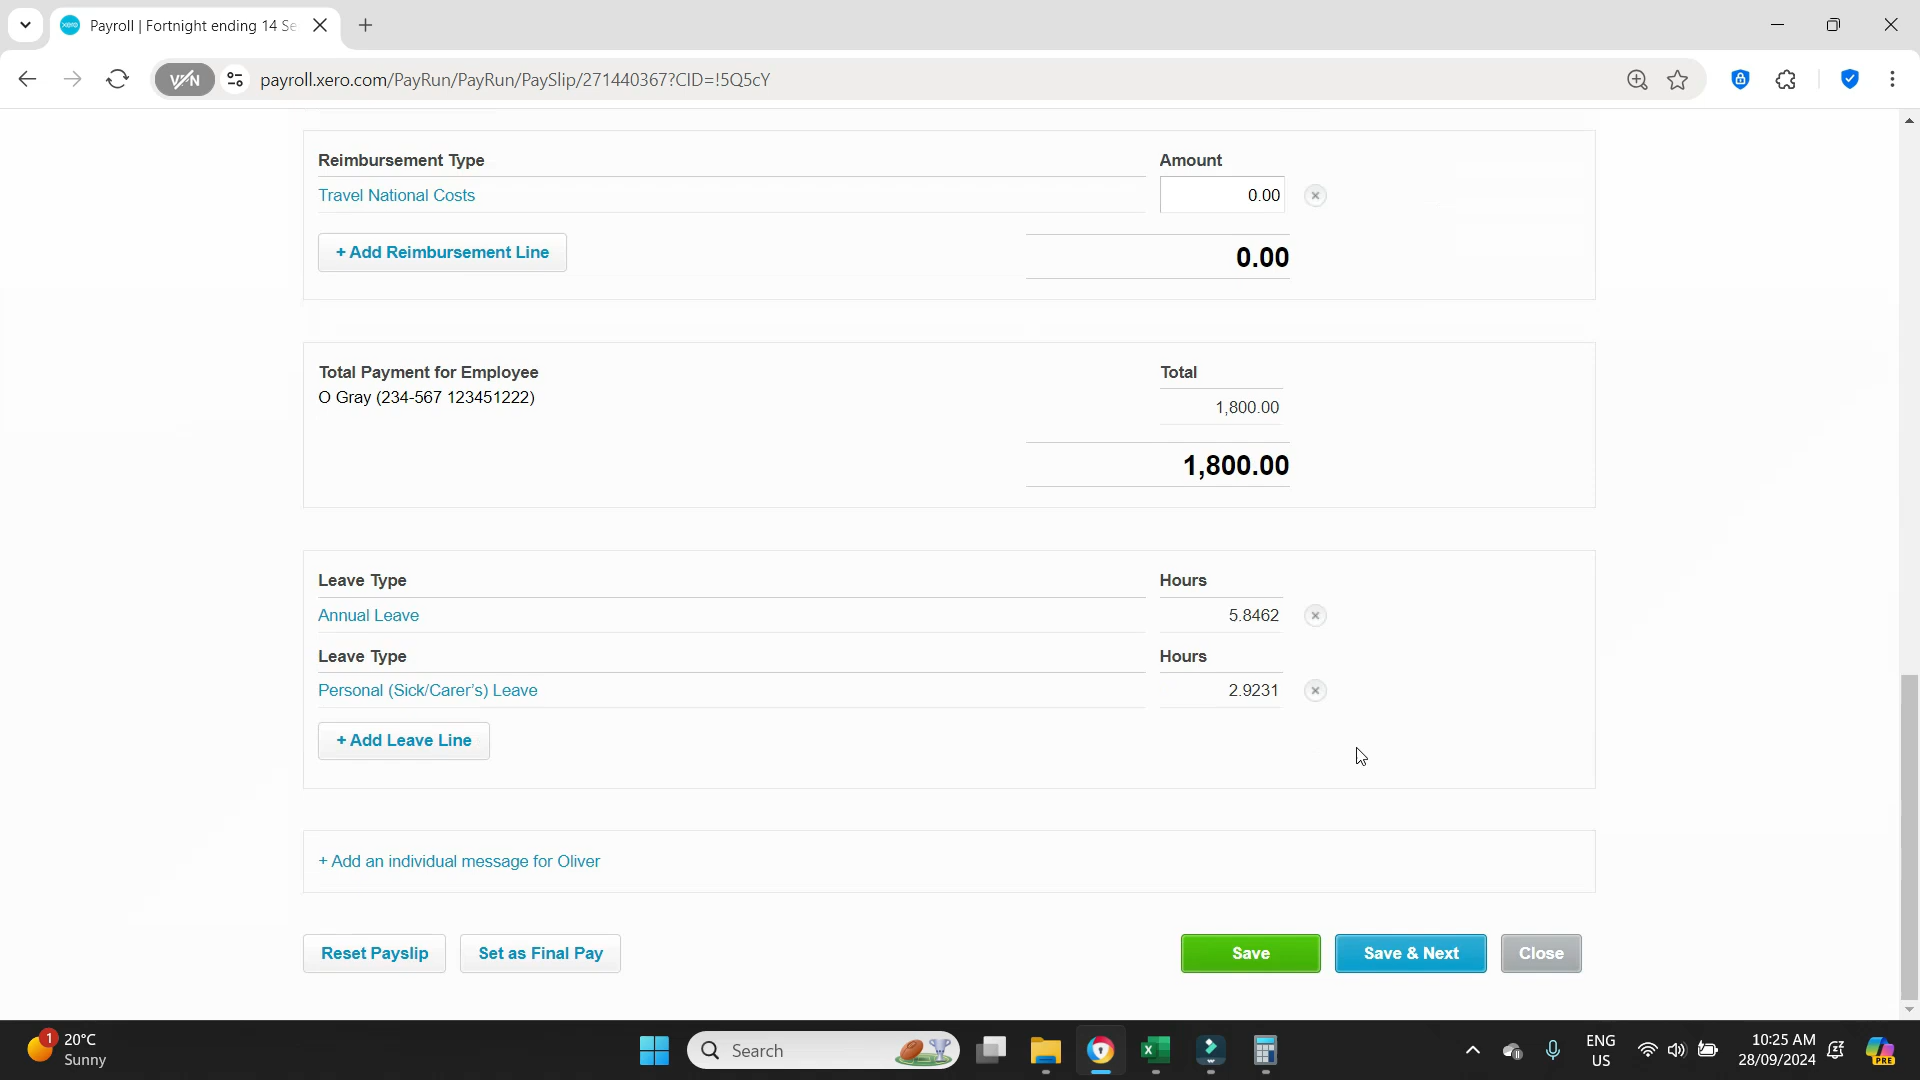 xero
Payroll | Fortnight ending 14 Se
VPN
payroll.xero.com/PayRun/PayRun/PaySlip/271440367?CID=!5Q5cY
Reimbursement Type
Amount
Travel National Costs
0.00
+ Add Reimbursement Line
0.00
Total Payment for Employee
Total
O Gray (234-567 123451222)
1,800.00
1,800.00
Leave Type
Hours
Annual Leave
5.8462
Leave Type
Hours
Personal (Sick/Carer's) Leave
2.9231
+ Add Leave Line
+ Add an individual message for Oliver
Reset Payslip
Set as Final Pay
Save
Save & Next
Close
1
20°C
Sunny
Search
ENG
US
10:25 AM
28/09/2024
PRE